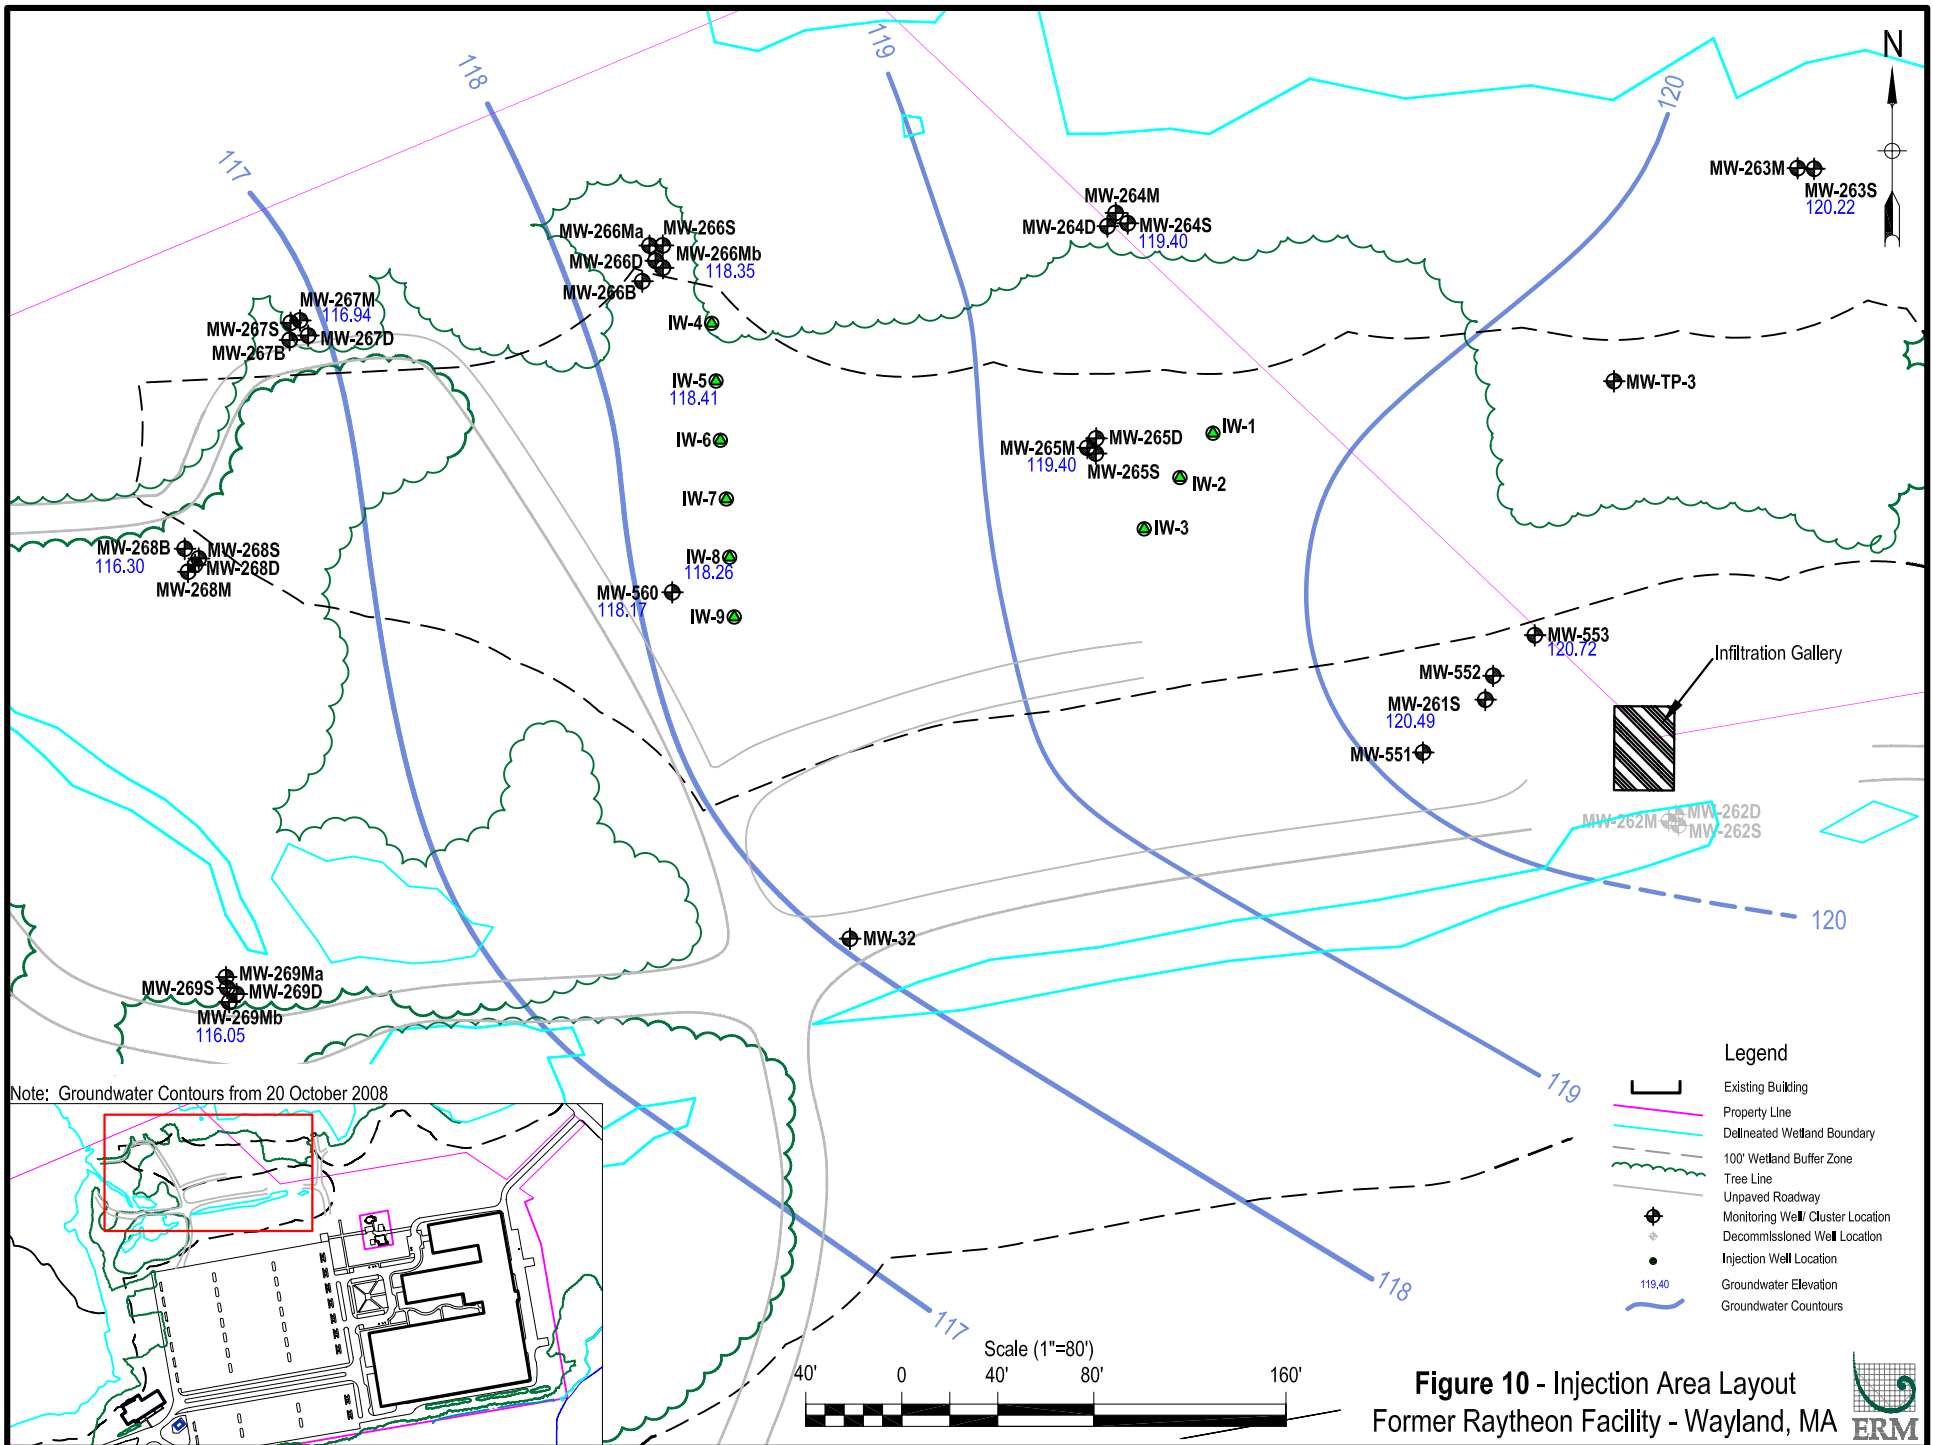 N
118
119
120
117
MW-263M
MW-263S
120.22
MW-264M
MW-264D
MW-264S
119.40
MW-266Ma
MW-266S
MW-266D
MW-266Mb
118.35
MW-266B
MW-267M
116.94
MW-267S
MW-267D
MW-267B
IW-4
IW-5
118.41
IW-6
IW-7
IW-8
118.26
IW-9
MW-TP-3
IW-1
MW-265D
MW-265M
119.40
MW-265S
IW-2
IW-3
MW-268B
MW-268S
116.30
MW-268D
MW-268M
MW-560
118.17
MW-553
120.72
Infiltration Gallery
MW-552
MW-261S
120.49
MW-551
MW-262D
MW-262M
MW-262S
120
MW-32
MW-269Ma
MW-269S
MW-269D
MW-269Mb
116.05
119
118
117
Note: Groundwater Contours from 20 October 2008
Legend
Existing Building
Property Line
Delineated Wetland Boundary
100' Wetland Buffer Zone
Tree Line
Unpaved Roadway
Monitoring Well/ Cluster Location
Decommissioned Well Location
Injection Well Location
119.40 Groundwater Elevation
Groundwater Countours
Scale (1"=80')
40' 0 40' 80' 160'
Figure 10 - Injection Area Layout
Former Raytheon Facility - Wayland, MA
ERM